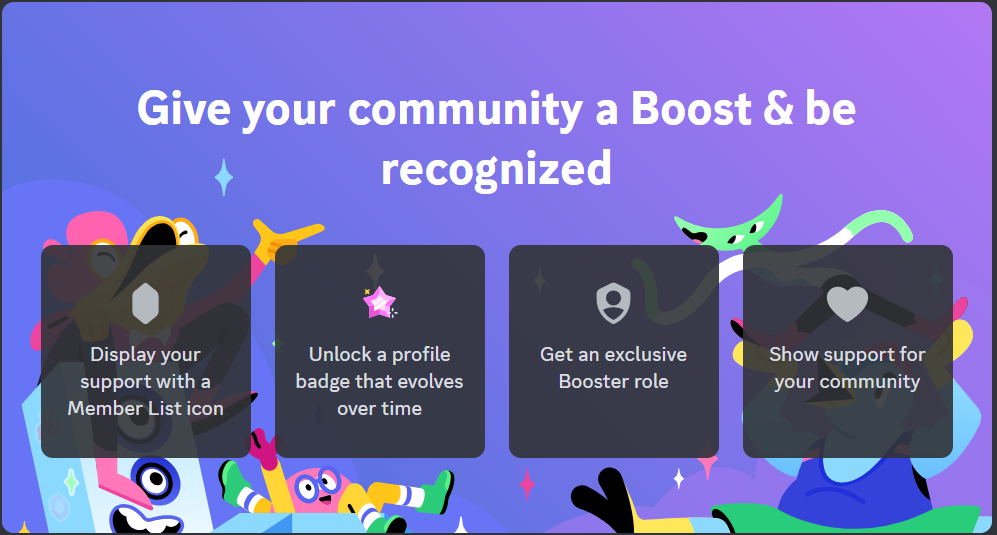 Give your community a Boost & be
recognized
Display your
support with a
Member List icon
Unlock a profile
badge that evolves
over time
Get an exclusive
Booster role
Show support for
your community